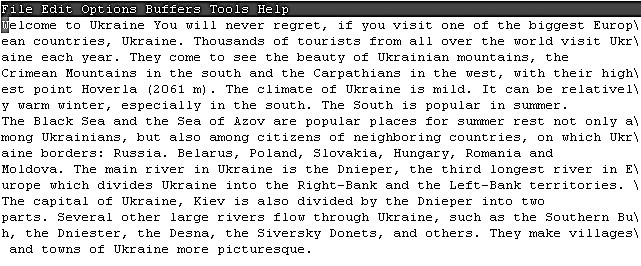 File Edit Options Buffers Tools Help
Welcome to Ukraine You will never regret, if you visit one of the biggest Europ\
ean countries, Ukraine. Thousands of tourists from all over the world visit Ukr\
aine each year. They come to see the beauty of Ukrainian mountains, the
Crimean Mountains in the south and the Carpathians in the west, with their high\
est point Hoverla (2061 m). The climate of Ukraine is mild. It can be relativel\
y warm winter, especially in the south. The South is popular in summer.
The Black Sea and the Sea of Azov are popular places for summer rest not only a\
mong Ukrainians, but also among citizens of neighboring countries, on which Ukr\
aine borders: Russia. Belarus, Poland, Slovakia, Hungary, Romania and
Moldova. The main river in Ukraine is the Dnieper, the third longest river in E\
urope which divides Ukraine into the Right-Bank and the Left-Bank territories. \
The capital of Ukraine, Kiev is also divided by the Dnieper into two
parts. Several other large rivers flow through Ukraine, such as the Southern Bu\
h, the Dniester, the Desna, the Siversky Donets, and others. They make villages\
 and towns of Ukraine more picturesque.